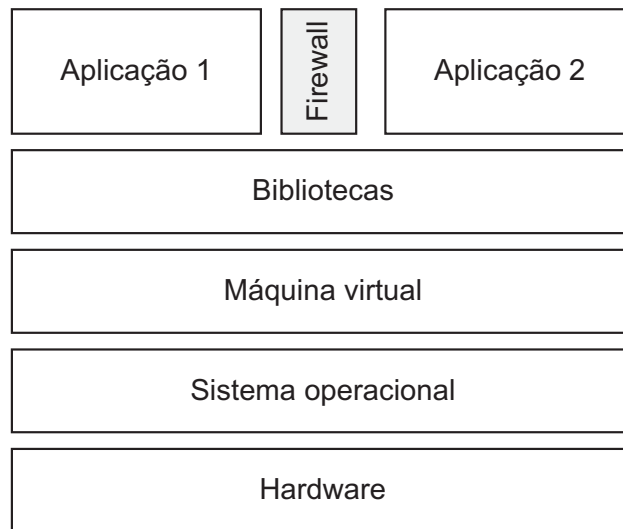 Aplicação 1
Firewall
Aplicação 2
Bibliotecas
Máquina virtual
Sistema operacional
Hardware